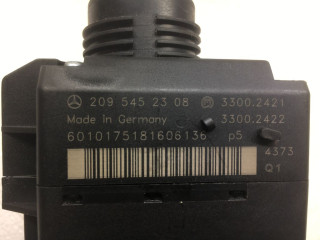 209 545 23 08 3300.2421
Made in Germany 3300.2422
6010175181606136 p5
4373
Q1